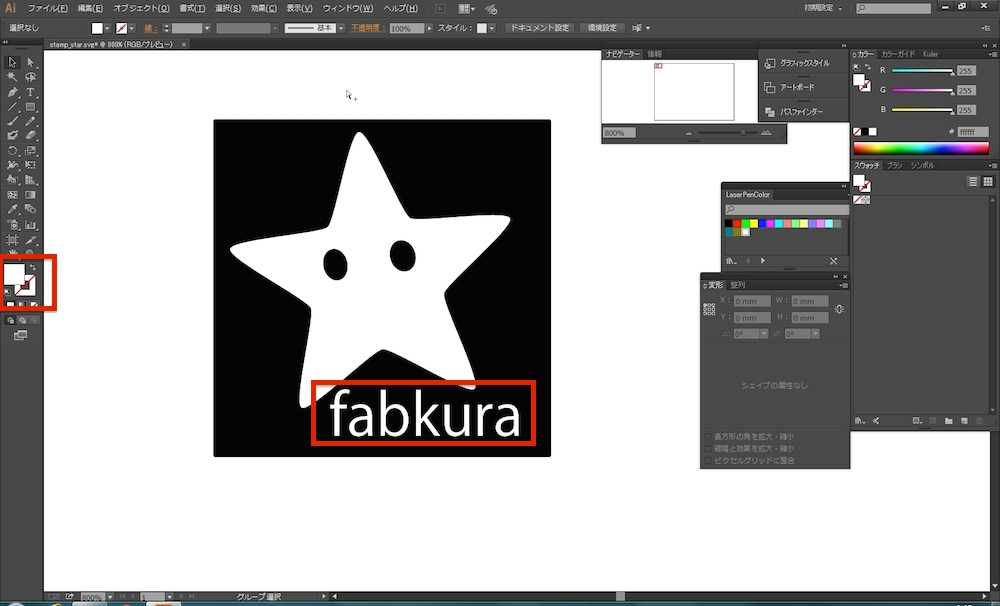 Ai ファイル(F) 編集(E) オブジェクト(O) 書式(T) 選択(S) 効果(C) 表示(V) ウィンドウ(W) ヘルプ(H) 初期設定
選択なし 線: 基本 不透明度: 100% スタイル: ドキュメント設定 環境設定
stamp_star.svg* @ 800% (RGB/プレビュー) ×
ナビゲーター 情報
800%
グラフィックスタイル
アートボード
パスファインダー
カラー カラーガイド Kuler
R 255
G 255
B 255
# ffffff
スウォッチ ブラシ シンボル
LaserPenColor
変形 整列
X: 0 mm W: 0 mm
Y: 0 mm H: 0 mm
0° 0°
シェイプの属性なし
長方形の角を拡大・縮小
線幅と効果を拡大・縮小
ピクセルグリッドに整合
fabkura
800% 1 グループ選択